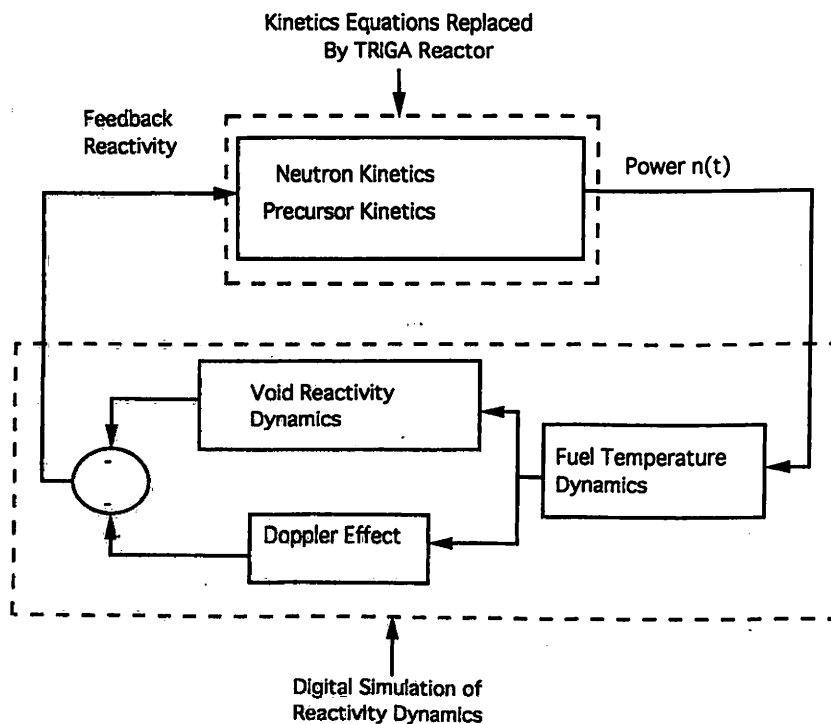 Kinetics Equations Replaced
By TRIGA Reactor
Feedback
Reactivity
Neutron Kinetics
Precursor Kinetics
Power n(t)
Void Reactivity
Dynamics
Fuel Temperature
Dynamics
-
-
Doppler Effect
Digital Simulation of
Reactivity Dynamics